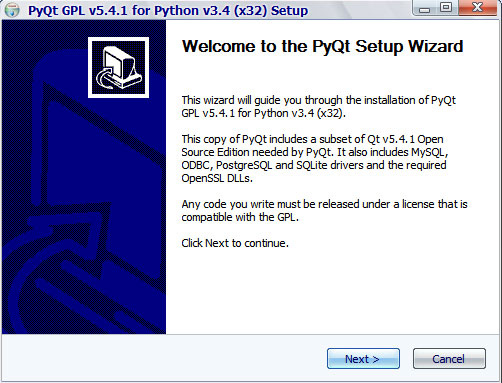 PyQt GPL v5.4.1 for Python v3.4 (x32) Setup
Welcome to the PyQt Setup Wizard
This wizard will guide you through the installation of PyQt
GPL v5.4.1 for Python v3.4 (x32).
This copy of PyQt includes a subset of Qt v5.4.1 Open
Source Edition needed by PyQt. It also includes MySQL,
ODBC, PostgreSQL and SQLite drivers and the required
OpenSSL DLLs.
Any code you write must be released under a license that is
compatible with the GPL.
Click Next to continue.
Next >
Cancel